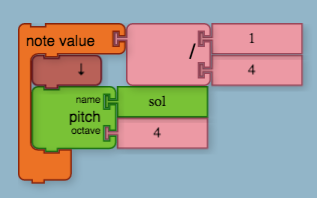 note value / 1
4
↓
name sol
pitch
octave 4